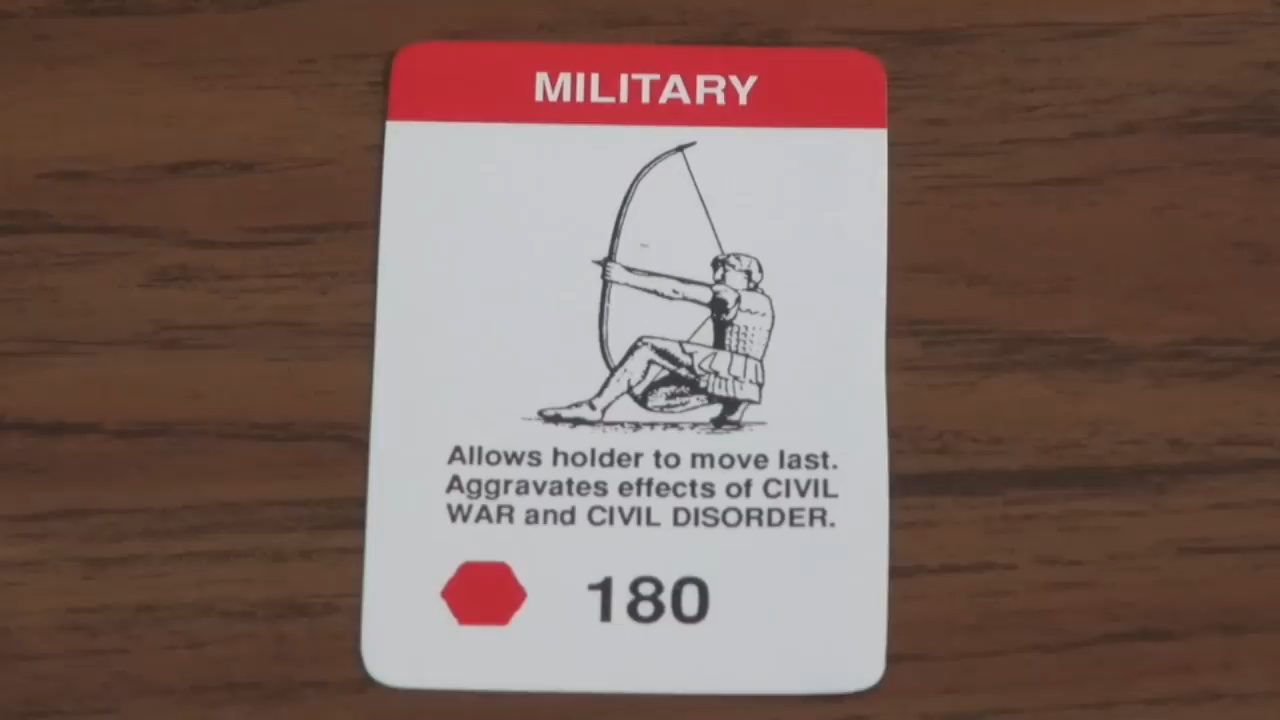 MILITARY
Allows holder to move last.
Aggravates effects of CIVIL
WAR and CIVIL DISORDER.
180